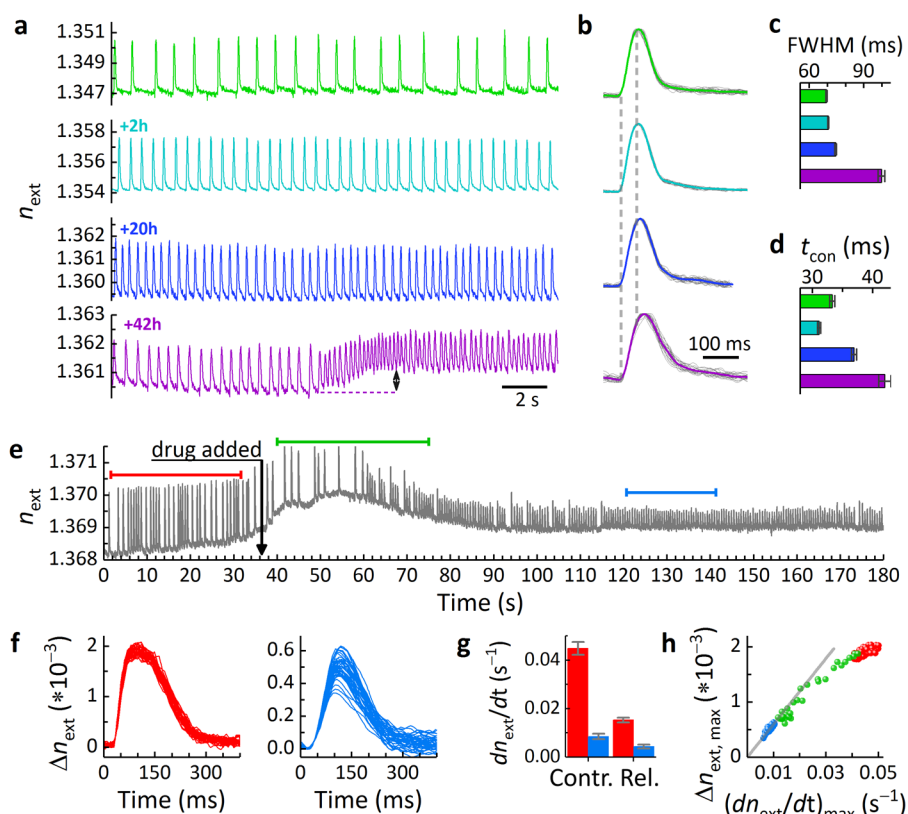 a
b
c
1.351
1.349
1.347
FWHM (ms)
60 90
+2h
1.358
1.356
1.354
n_ext
+20h
1.362
1.361
1.360
d
t_con (ms)
30 40
+42h
1.363
1.361
2 s
100 ms
e
drug added
1.371
1.370
1.369
1.368
n_ext
0 10 20 30 40 50 60 70 80 90 100 110 120 130 140 150 160 170 180
Time (s)
f
Δn_ext (*10⁻³)
2
1
0
0 150 300
Time (ms)
0.6
0.4
0.2
0.0
0 150 300
Time (ms)
g
dn_ext/dt (s⁻¹)
0.04
0.02
0.00
Contr. Rel.
h
Δn_ext, max (*10⁻³)
2
1
0
0.01 0.03 0.05
(dn_ext/dt)_max (s⁻¹)